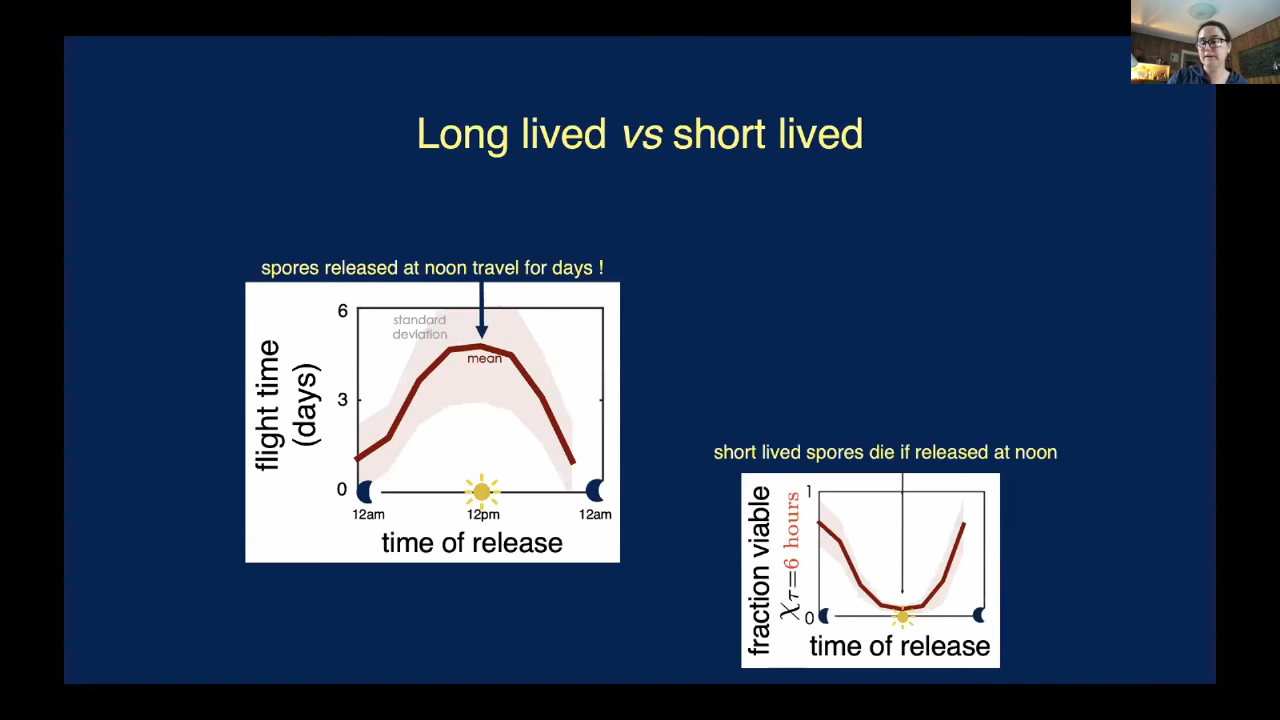 Long lived vs short lived
spores released at noon travel for days !
6
standard
deviation
mean
flight time
(days)
3
0
12am
12pm
12am
time of release
short lived spores die if released at noon
1
fraction viable
χτ=6 hours
0
time of release